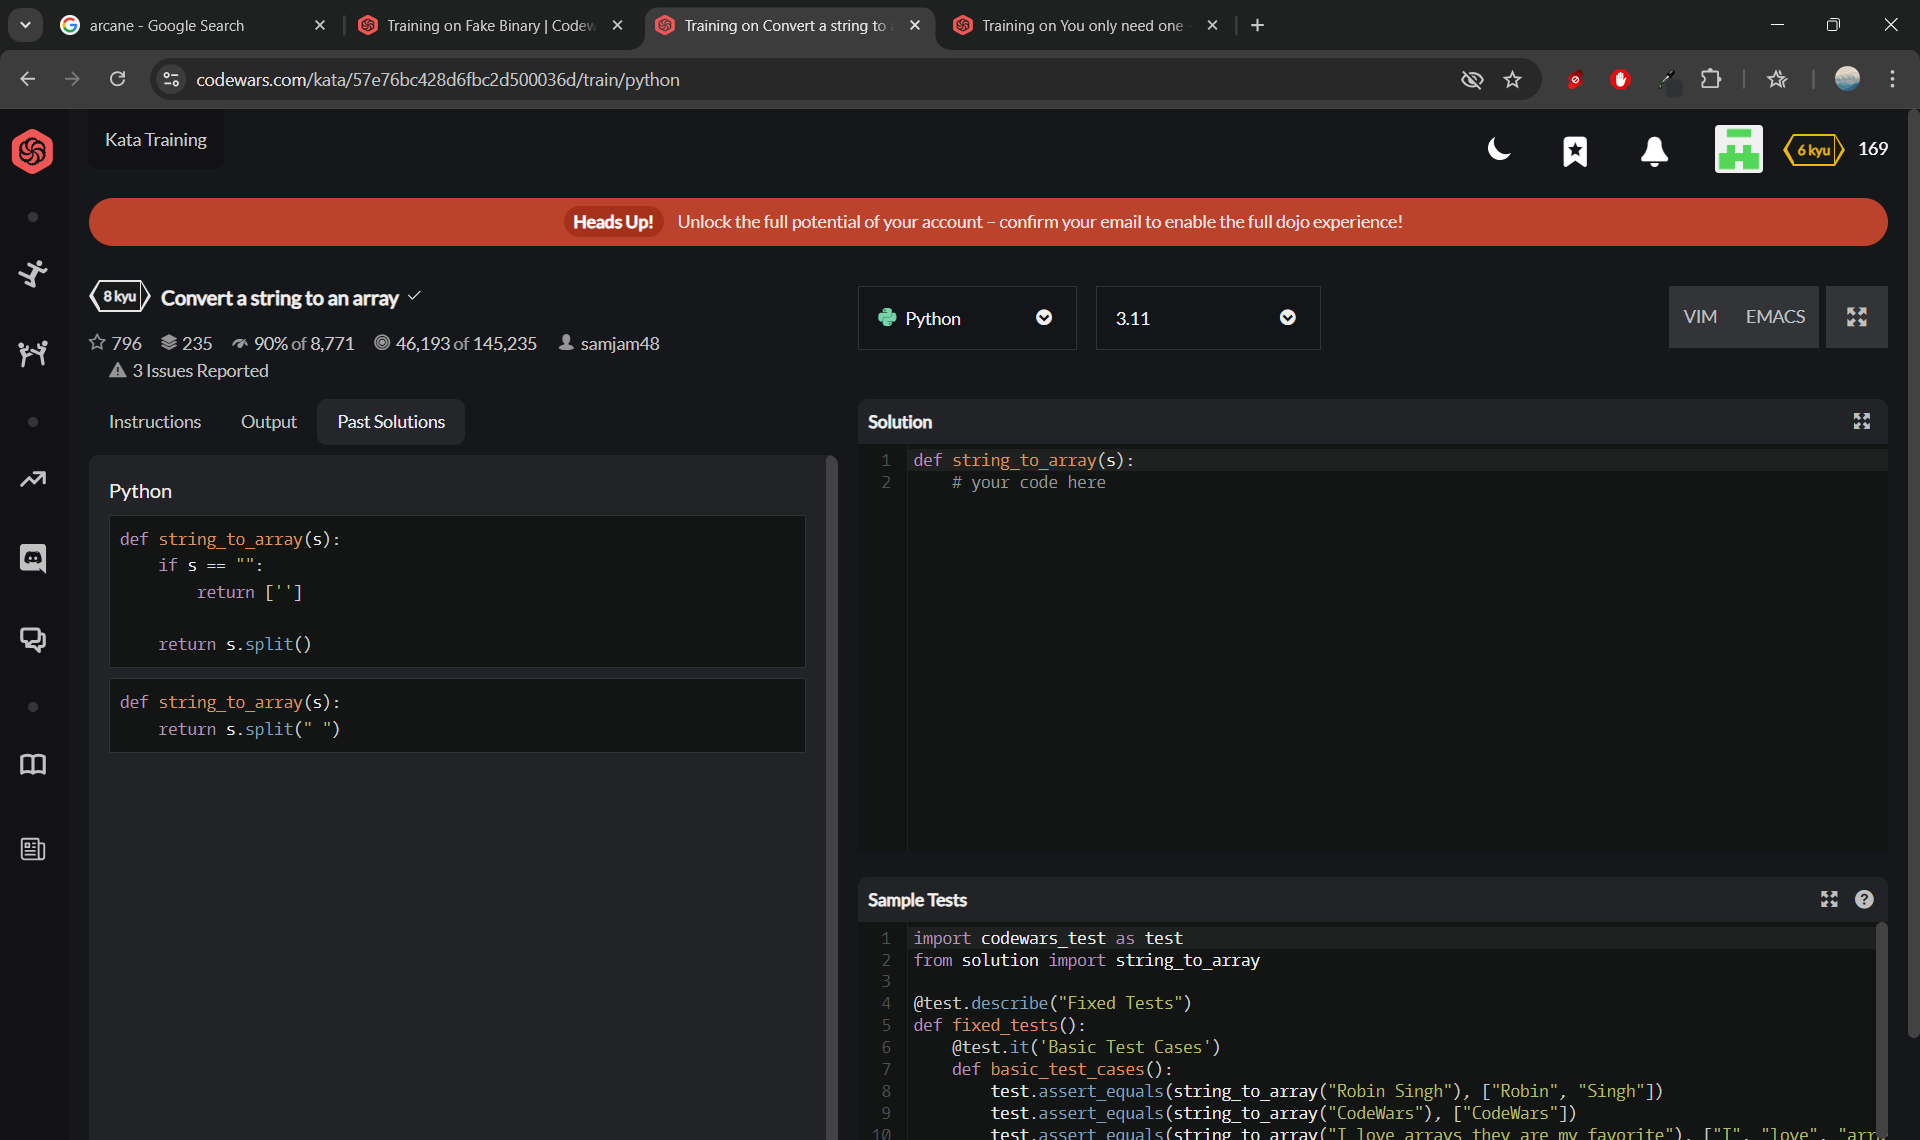 arcane - Google Search
Training on Fake Binary | Codew
Training on Convert a string to
Training on You only need one
codewars.com/kata/57e76bc428d6fbc2d500036d/train/python
Kata Training
6 kyu 169
Heads Up! Unlock the full potential of your account – confirm your email to enable the full dojo experience!
8 kyu Convert a string to an array
796 235 90% of 8,771 46,193 of 145,235 samjam48
3 Issues Reported
Python 3.11 VIM EMACS
Instructions Output Past Solutions
Python
def string_to_array(s):
    if s == "":
        return ['']
    return s.split()
def string_to_array(s):
    return s.split(" ")
Solution
1 def string_to_array(s):
2     # your code here
Sample Tests
1 import codewars_test as test
2 from solution import string_to_array
3
4 @test.describe("Fixed Tests")
5 def fixed_tests():
6     @test.it('Basic Test Cases')
7     def basic_test_cases():
8         test.assert_equals(string_to_array("Robin Singh"), ["Robin", "Singh"])
9         test.assert_equals(string_to_array("CodeWars"), ["CodeWars"])
10         test.assert_equals(string_to_array("I love arrays they are my favorite"), ["I", "love", "arr